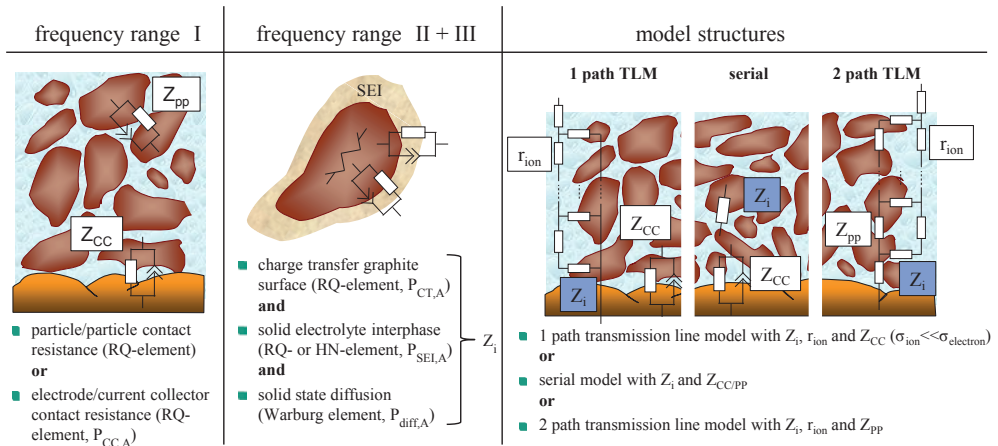 frequency range I
Z_pp
Z_CC
particle/particle contact
resistance (RQ-element)
or
electrode/current collector
contact resistance (RQ-
element, P_CC,A)
frequency range II + III
SEI
charge transfer graphite
surface (RQ-element, P_CT,A)
and
solid electrolyte interphase
(RQ- or HN-element, P_SEI,A)
and
solid state diffusion
(Warburg element, P_diff,A)
Z_i
model structures
1 path TLM
serial
2 path TLM
r_ion
Z_CC
Z_i
Z_i
Z_CC
r_ion
Z_pp
Z_i
1 path transmission line model with Z_i, r_ion and Z_CC (σ_ion<<σ_electron)
or
serial model with Z_i and Z_CC/PP
or
2 path transmission line model with Z_i, r_ion and Z_PP